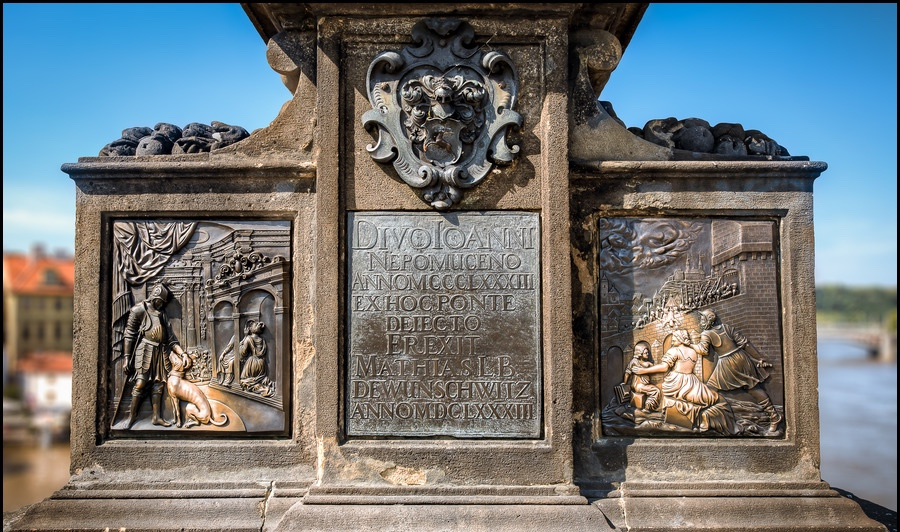 DIVO IOANNI
NEPOMUCENO
ANNO MCCCLXXXIII
EX HOC PONTE
DEIECTO
EREXIT
MATHIAS L. B.
DE WUNSCHWITZ
ANNO MDCLXXXIII